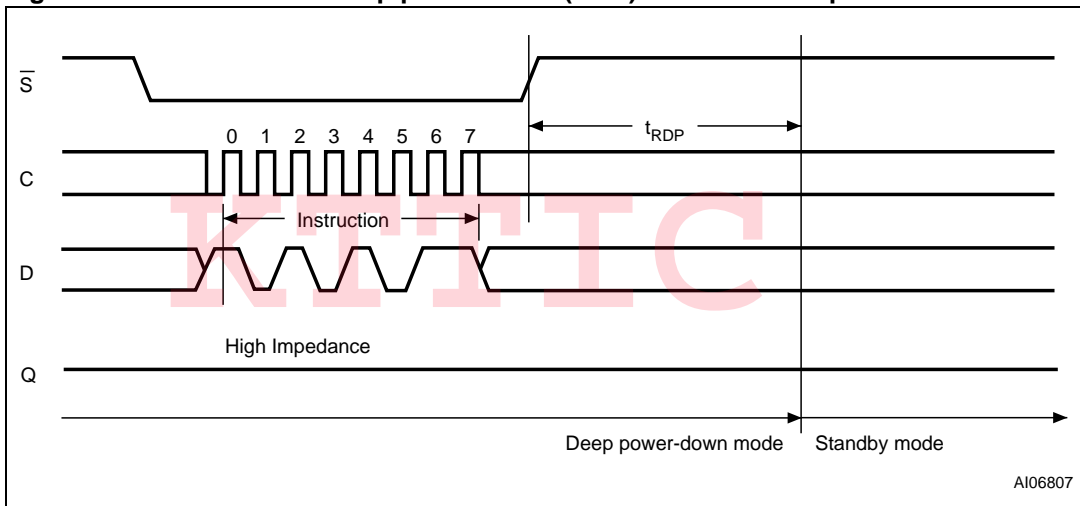 S̅
t_RDP
0 1 2 3 4 5 6 7
C
Instruction
D
High Impedance
Q
Deep power-down mode Standby mode
AI06807
KTTIC